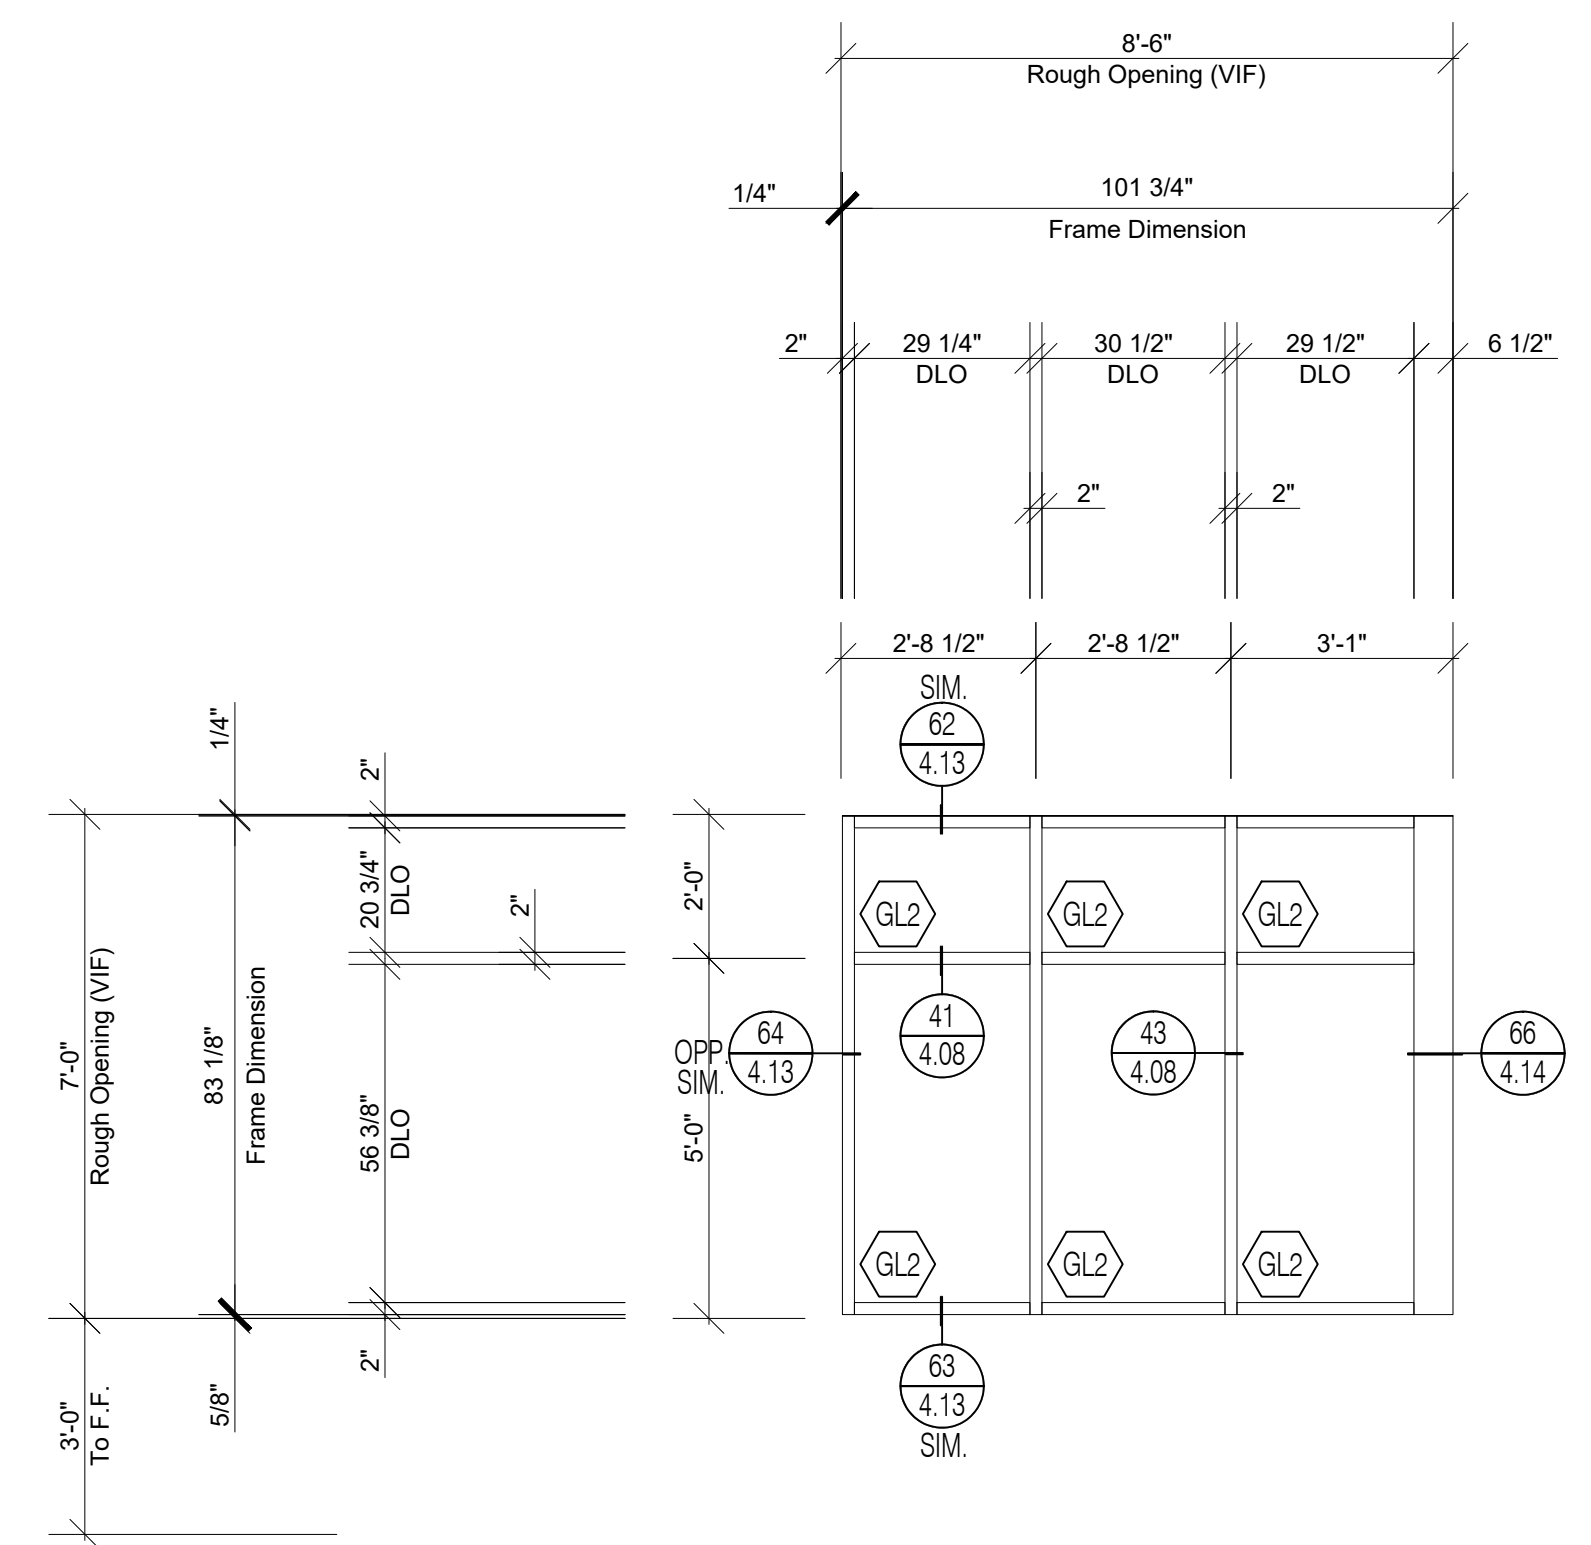 8'-6"
Rough Opening (VIF)
1/4"
101 3/4"
Frame Dimension
2"
29 1/4"
DLO
30 1/2"
DLO
29 1/2"
DLO
6 1/2"
2"
2"
2'-8 1/2"
2'-8 1/2"
3'-1"
SIM.
62
4.13
1/4"
2"
20 3/4"
DLO
2"
2'-0"
GL2
GL2
GL2
7'-0"
Rough Opening (VIF)
83 1/8"
Frame Dimension
56 3/8"
DLO
OPP.
SIM.
64
4.13
41
4.08
43
4.08
66
4.14
5'-0"
GL2
GL2
GL2
2"
5/8"
3'-0"
To F.F.
63
4.13
SIM.